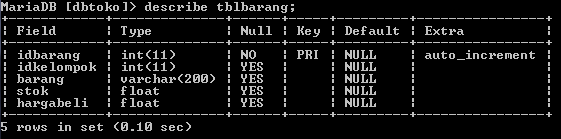 MariaDB [dbtoko]> describe tblbarang;
+------------+--------------+------+-----+---------+----------------+
| Field      | Type         | Null | Key | Default | Extra          |
+------------+--------------+------+-----+---------+----------------+
| idbarang   | int(11)      | NO   | PRI | NULL    | auto_increment |
| idkelompok | int(11)      | YES  |     | NULL    |                |
| barang     | varchar(200) | YES  |     | NULL    |                |
| stok       | float        | YES  |     | NULL    |                |
| hargabeli  | float        | YES  |     | NULL    |                |
+------------+--------------+------+-----+---------+----------------+
5 rows in set (0.10 sec)